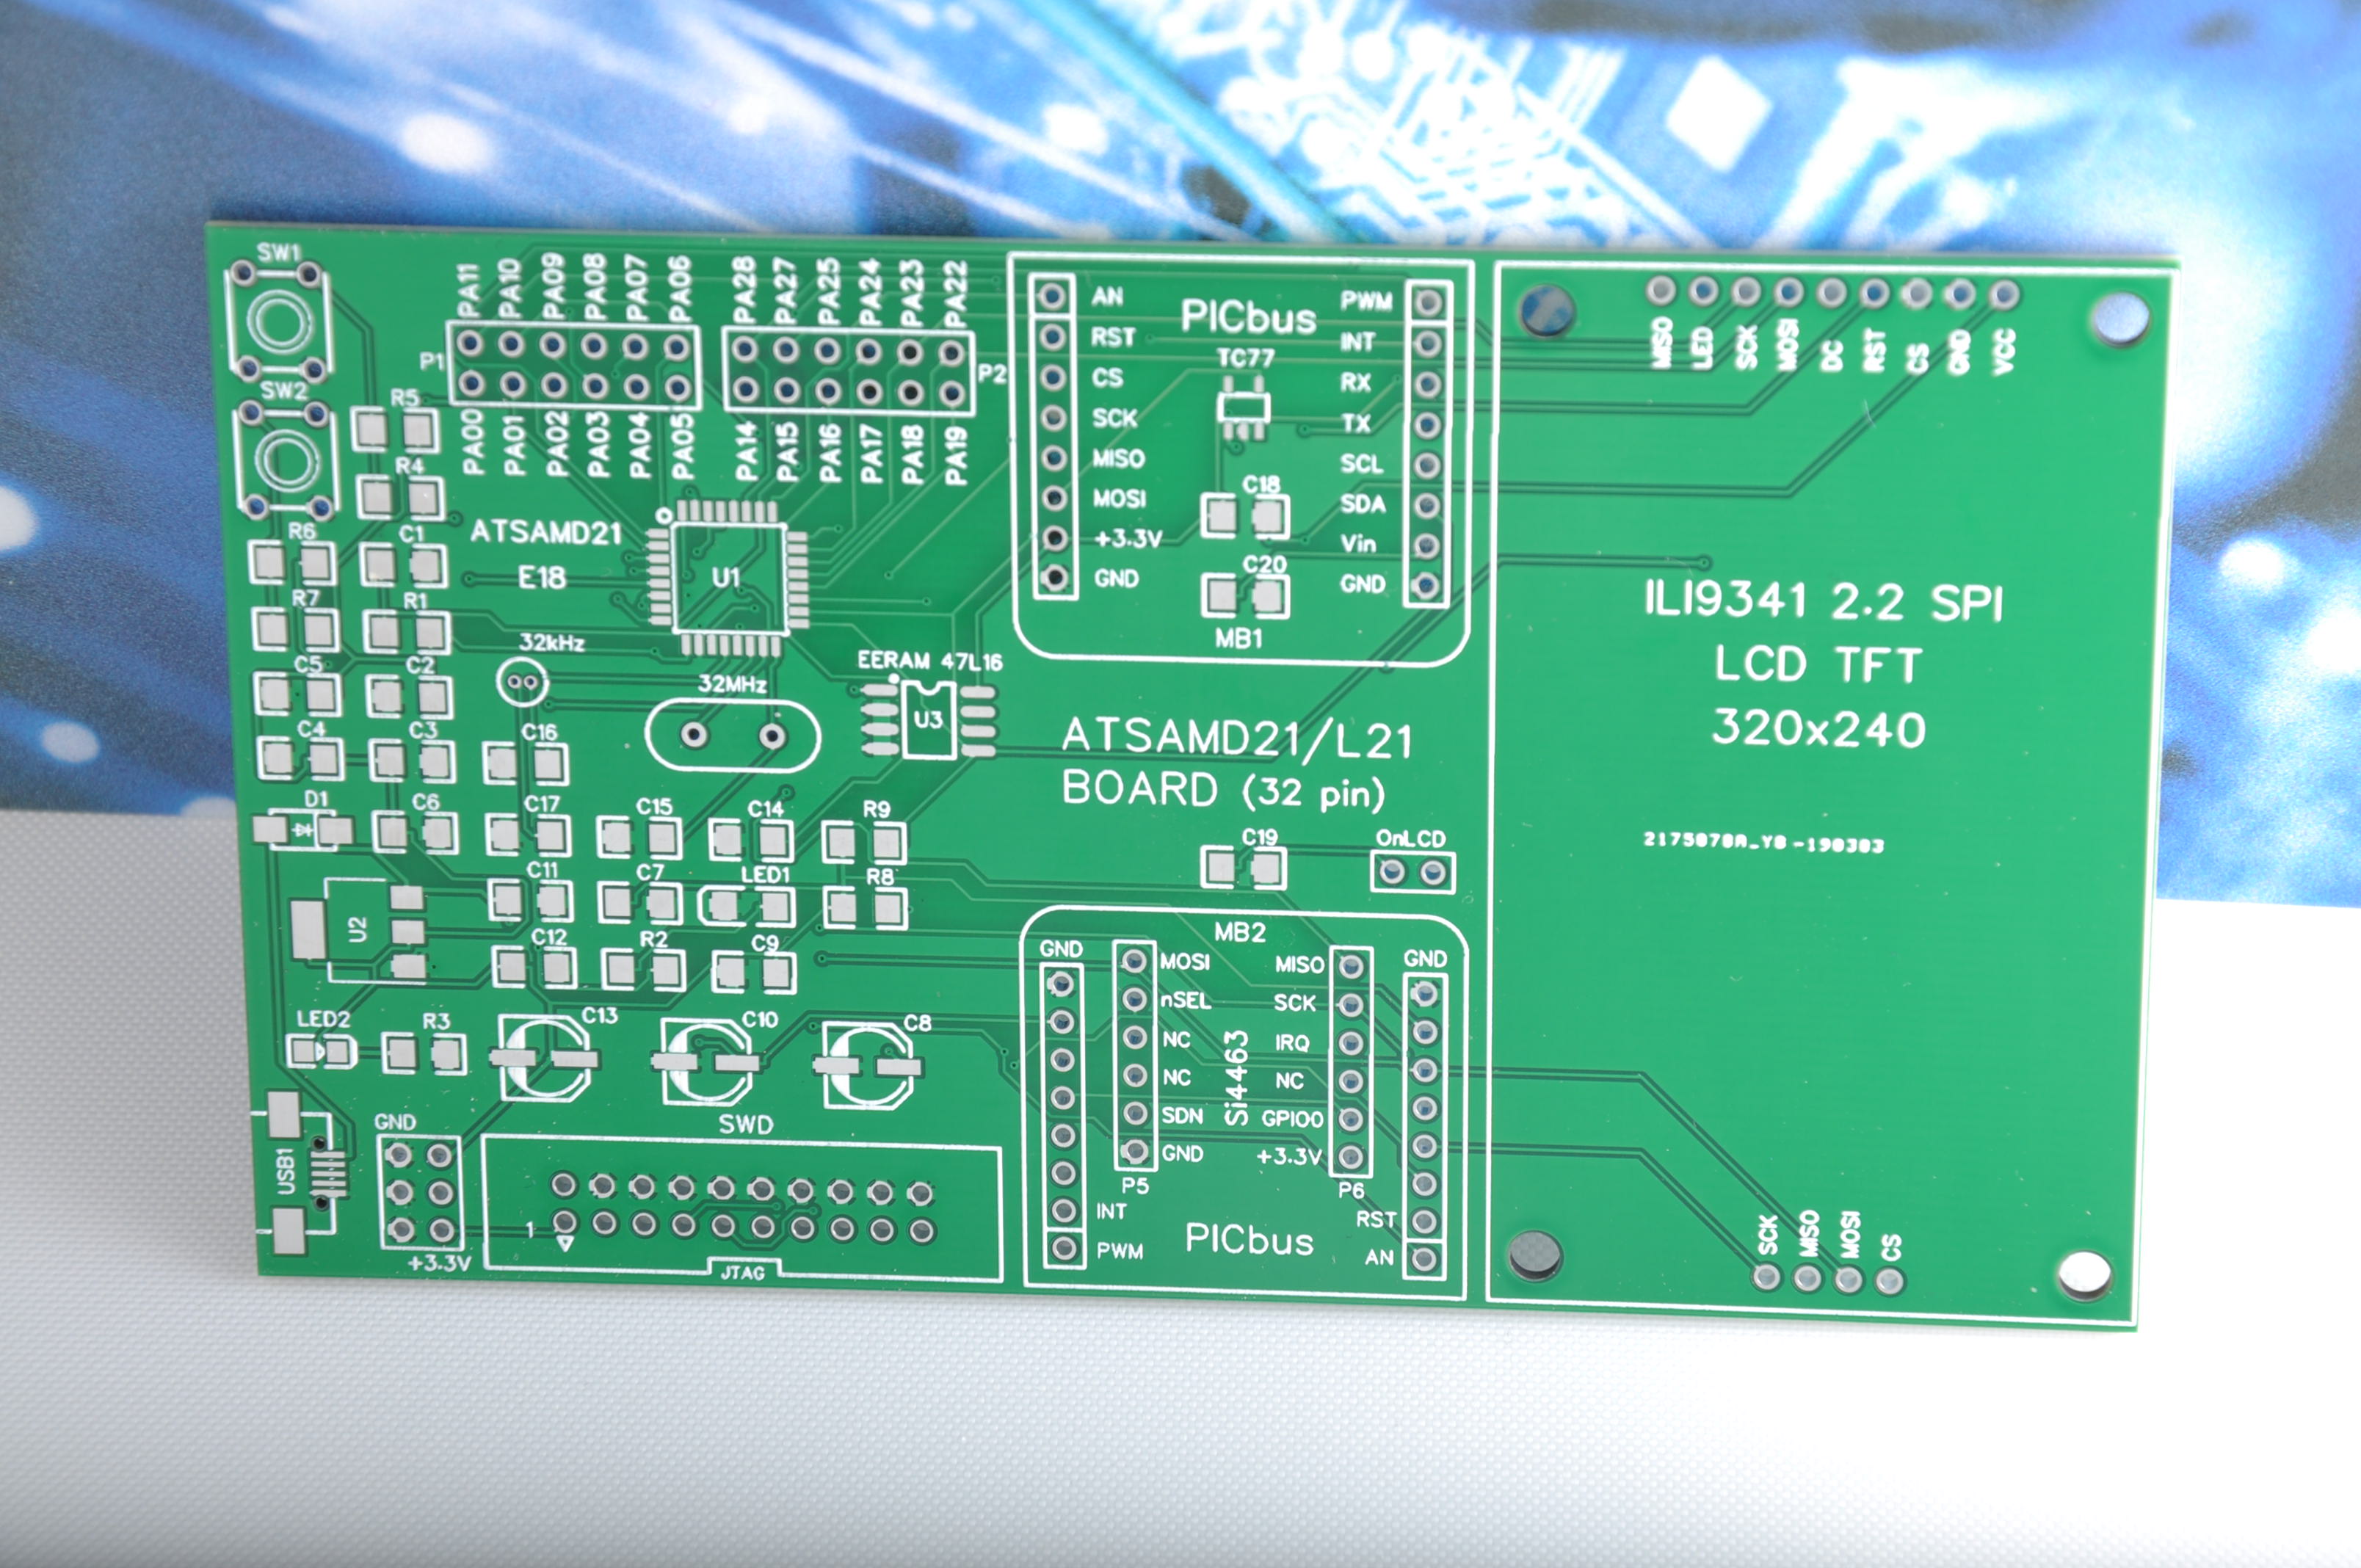 SW1
SW2
PA11 PA10 PA09 PA08 PA07 PA06
P1
PA00 PA01 PA02 PA03 PA04 PA05
PA28 PA27 PA25 PA24 PA23 PA22
P2
PA14 PA15 PA16 PA17 PA18 PA19
R5
R4
R6 C1
R7 R1
C5 C2
C4 C3 C16
D1 C6 C17 C15 C14 R9
C11 C7 LED1 R8
U2
C12 R2 C9
LED2 R3 C13 C10 C8
ATSAMD21
E18
U1
32kHz
32MHz
EERAM 47L16
U3
PICbus
TC77
AN PWM
RST INT
CS RX
SCK TX
MISO SCL
MOSI SDA
+3.3V Vin
GND GND
C18
C20
MB1
ATSAMD21/L21
BOARD (32 pin)
C19 OnLCD
MB2
GND GND
MOSI MISO
nSEL SCK
NC IRQ
NC NC
SDN GPIO0
GND +3.3V
Si4463
P5 P6
INT RST
PWM AN
PICbus
USB1
GND
+3.3V
SWD
1
JTAG
MISO LED SCK MOSI DC RST CS GND VCC
ILI9341 2.2 SPI
LCD TFT
320x240
2175070A_Y8-190303
SCK MISO MOSI CS